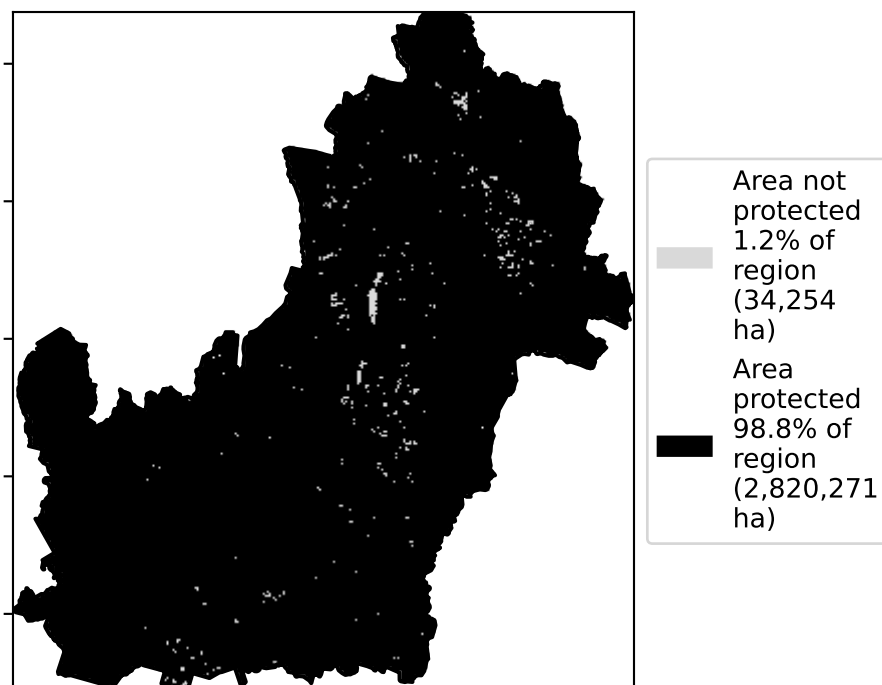 Area not
protected
1.2% of
region
(34,254
ha)
Area
protected
98.8% of
region
(2,820,271
ha)